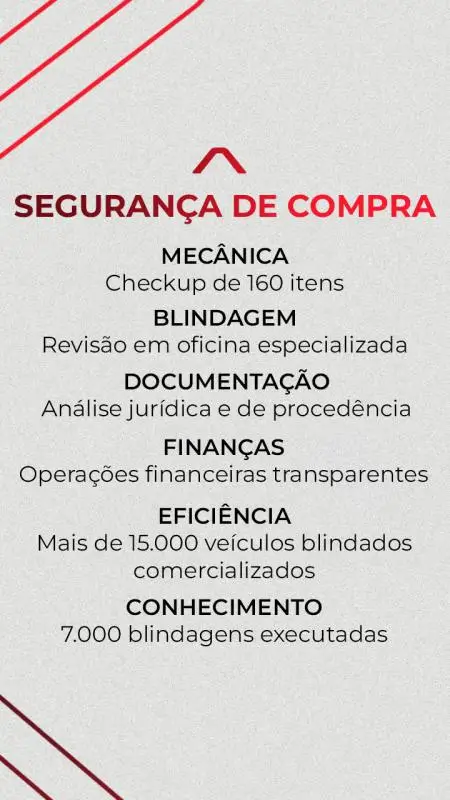 SEGURANÇA DE COMPRA
MECÂNICA
Checkup de 160 itens
BLINDAGEM
Revisão em oficina especializada
DOCUMENTAÇÃO
Análise jurídica e de procedência
FINANÇAS
Operações financeiras transparentes
EFICIÊNCIA
Mais de 15.000 veículos blindados
comercializados
CONHECIMENTO
7.000 blindagens executadas